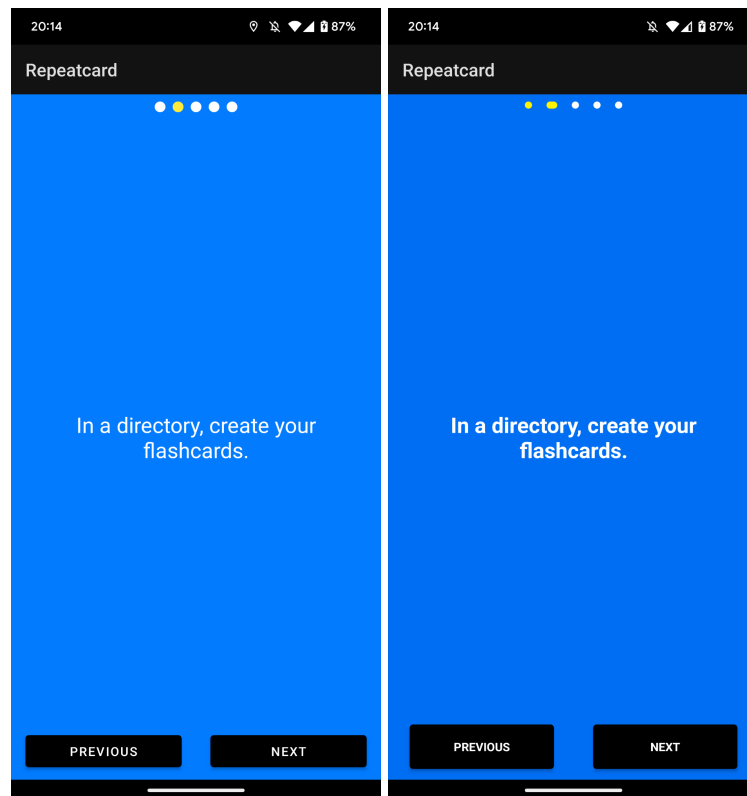 20:14 87%
Repeatcard
In a directory, create your
flashcards.
PREVIOUS NEXT
20:14 87%
Repeatcard
In a directory, create your
flashcards.
PREVIOUS NEXT